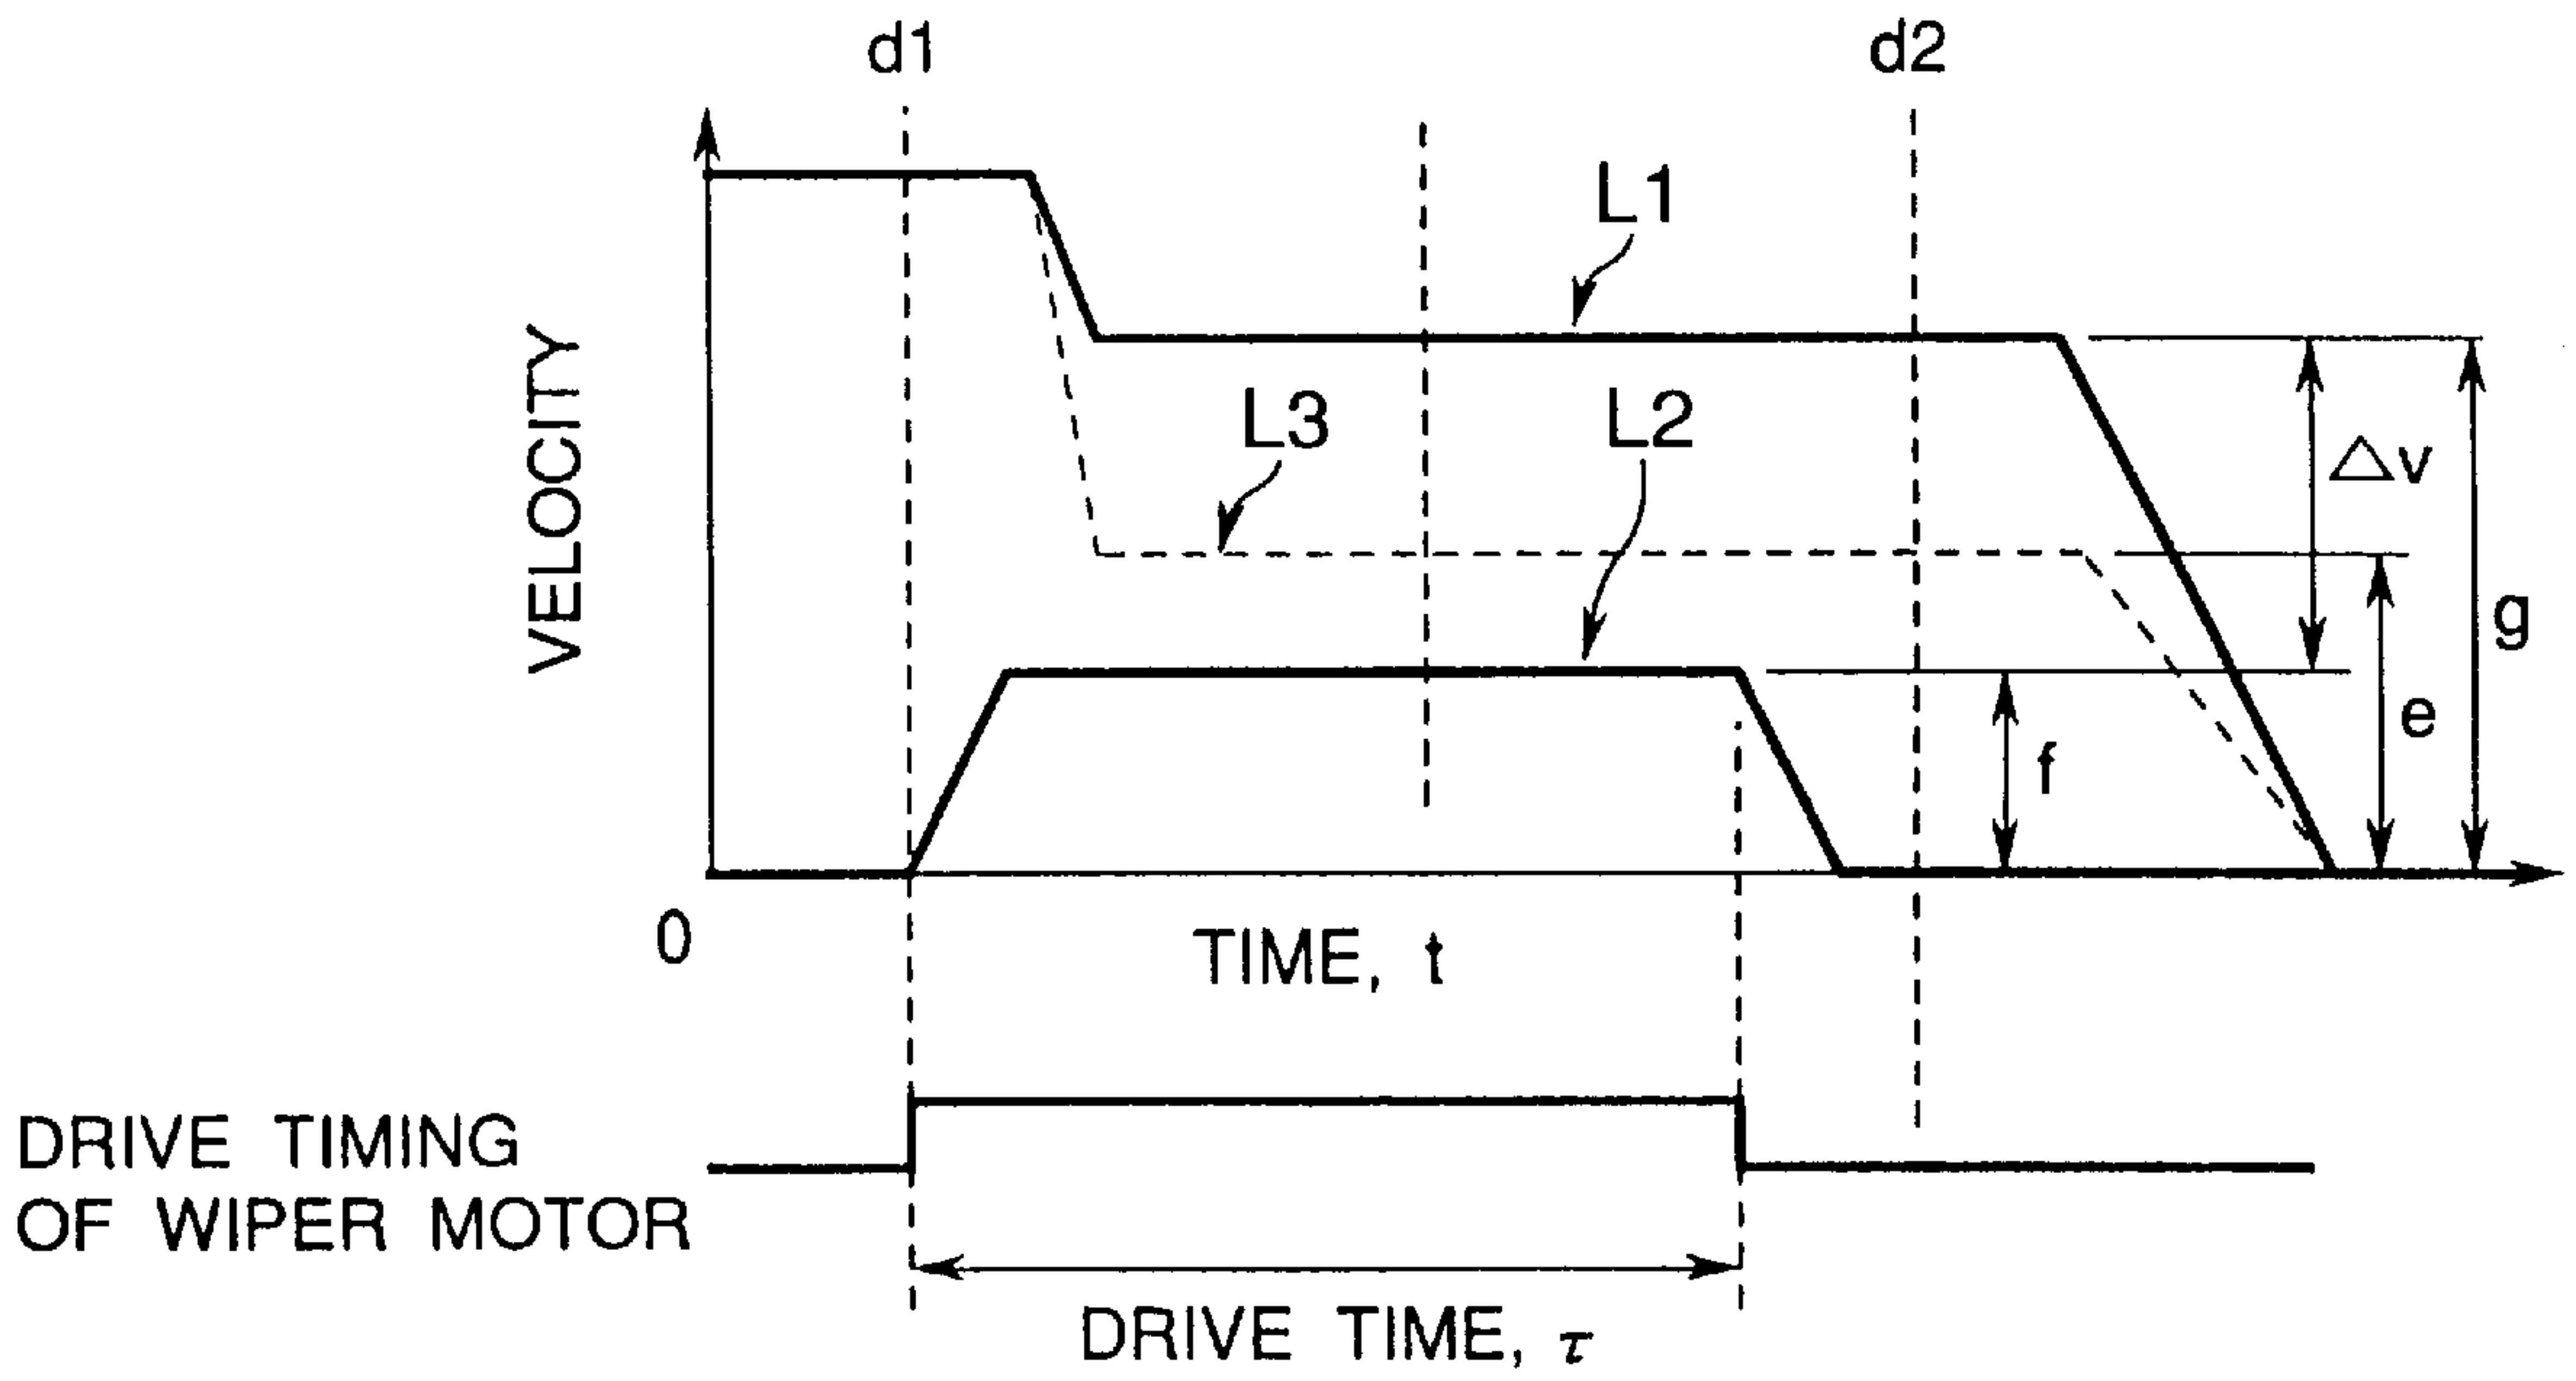 d1
d2
L1
L3
L2
VELOCITY
△v
g
e
f
0
TIME, t
DRIVE TIMING
OF WIPER MOTOR
DRIVE TIME, τ